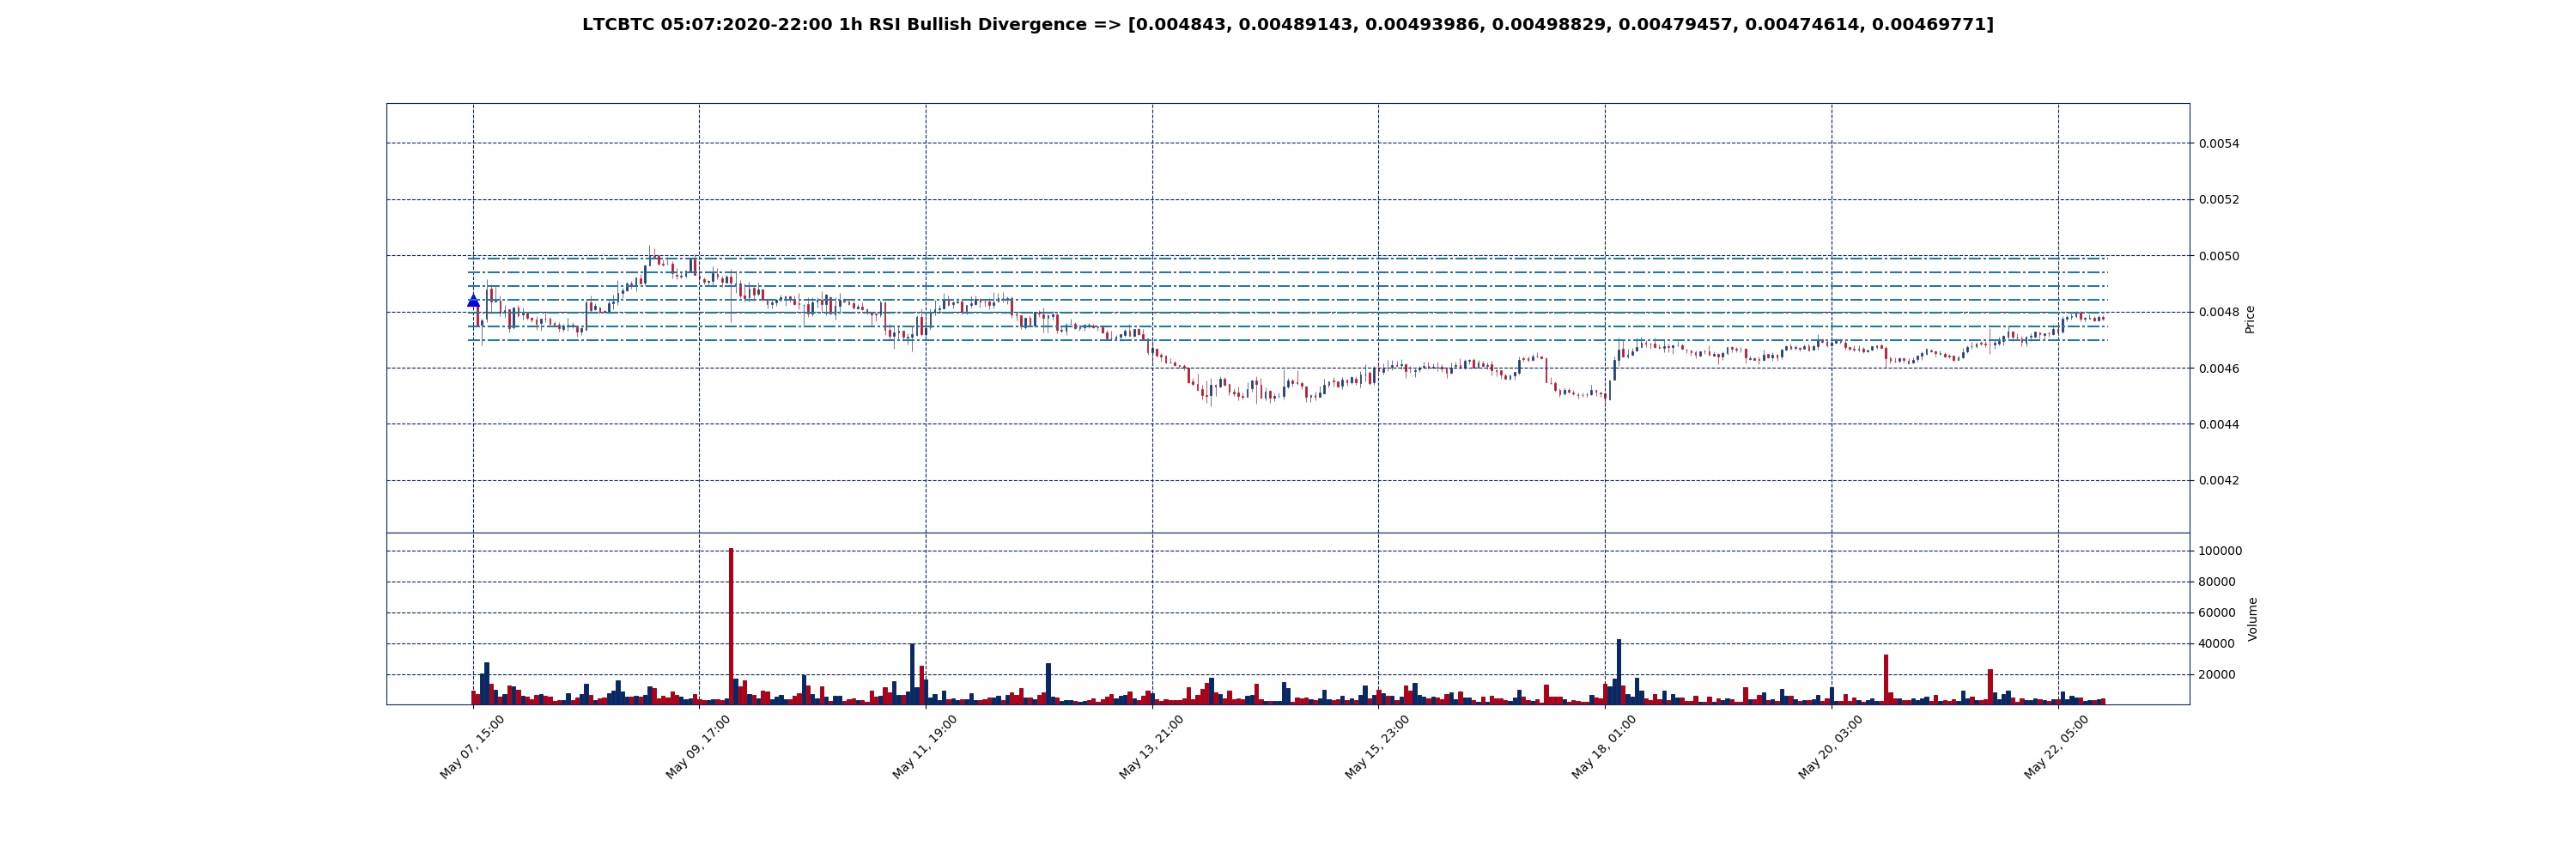 LTCBTC 05:07:2020-22:00 1h RSI Bullish Divergence => [0.004843, 0.00489143, 0.00493986, 0.00498829, 0.00479457, 0.00474614, 0.00469771]
0.0054
0.0052
0.0050
0.0048
0.0046
0.0044
0.0042
Price
100000
80000
60000
40000
20000
Volume
May 07, 15:00
May 09, 17:00
May 11, 19:00
May 13, 21:00
May 15, 23:00
May 18, 01:00
May 20, 03:00
May 22, 05:00